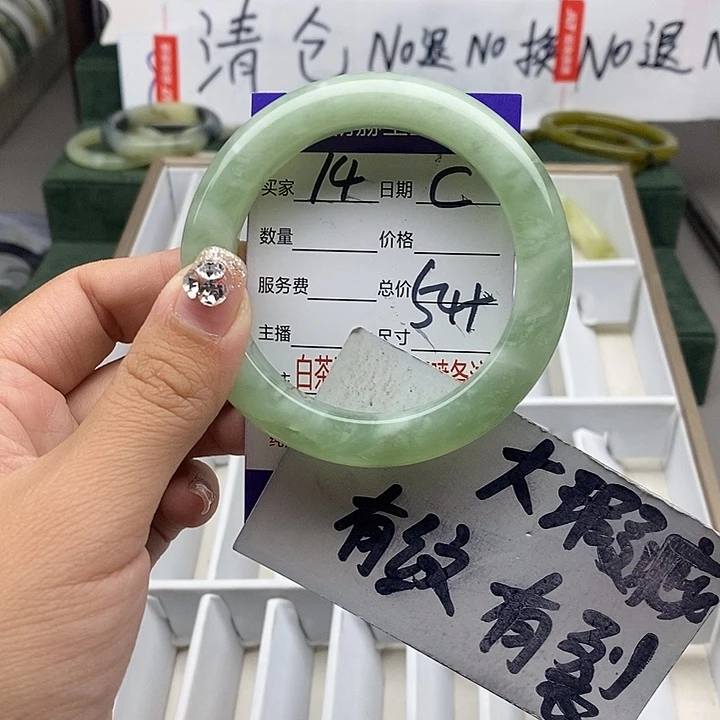 清仓 NO退 NO换 NO退 N
买家 14 日期 C
数量 价格
服务费 总价 54
主播 尺寸
白茶
大瑕疵
有纹 有裂